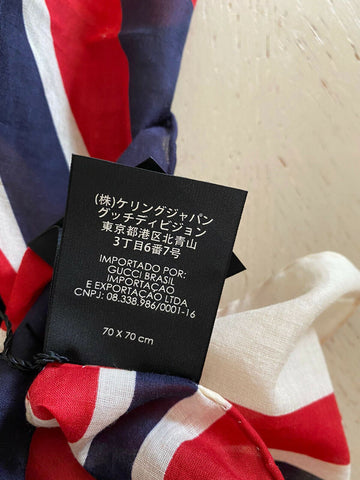 (株)ケリングジャパン
グッチディビジョン
東京都港区北青山
3丁目6番7号
IMPORTADO POR:
GUCCI BRASIL
IMPORTAÇÃO
E EXPORTAÇÃO LTDA
CNPJ: 08.338.986/0001-16
70 X 70 cm